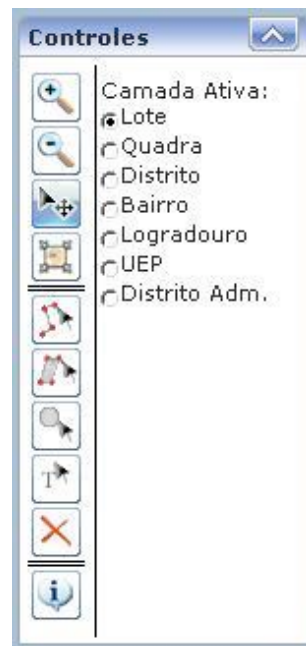 Controles
Camada Ativa:
Lote
Quadra
Distrito
Bairro
Logradouro
UEP
Distrito Adm.
T
i